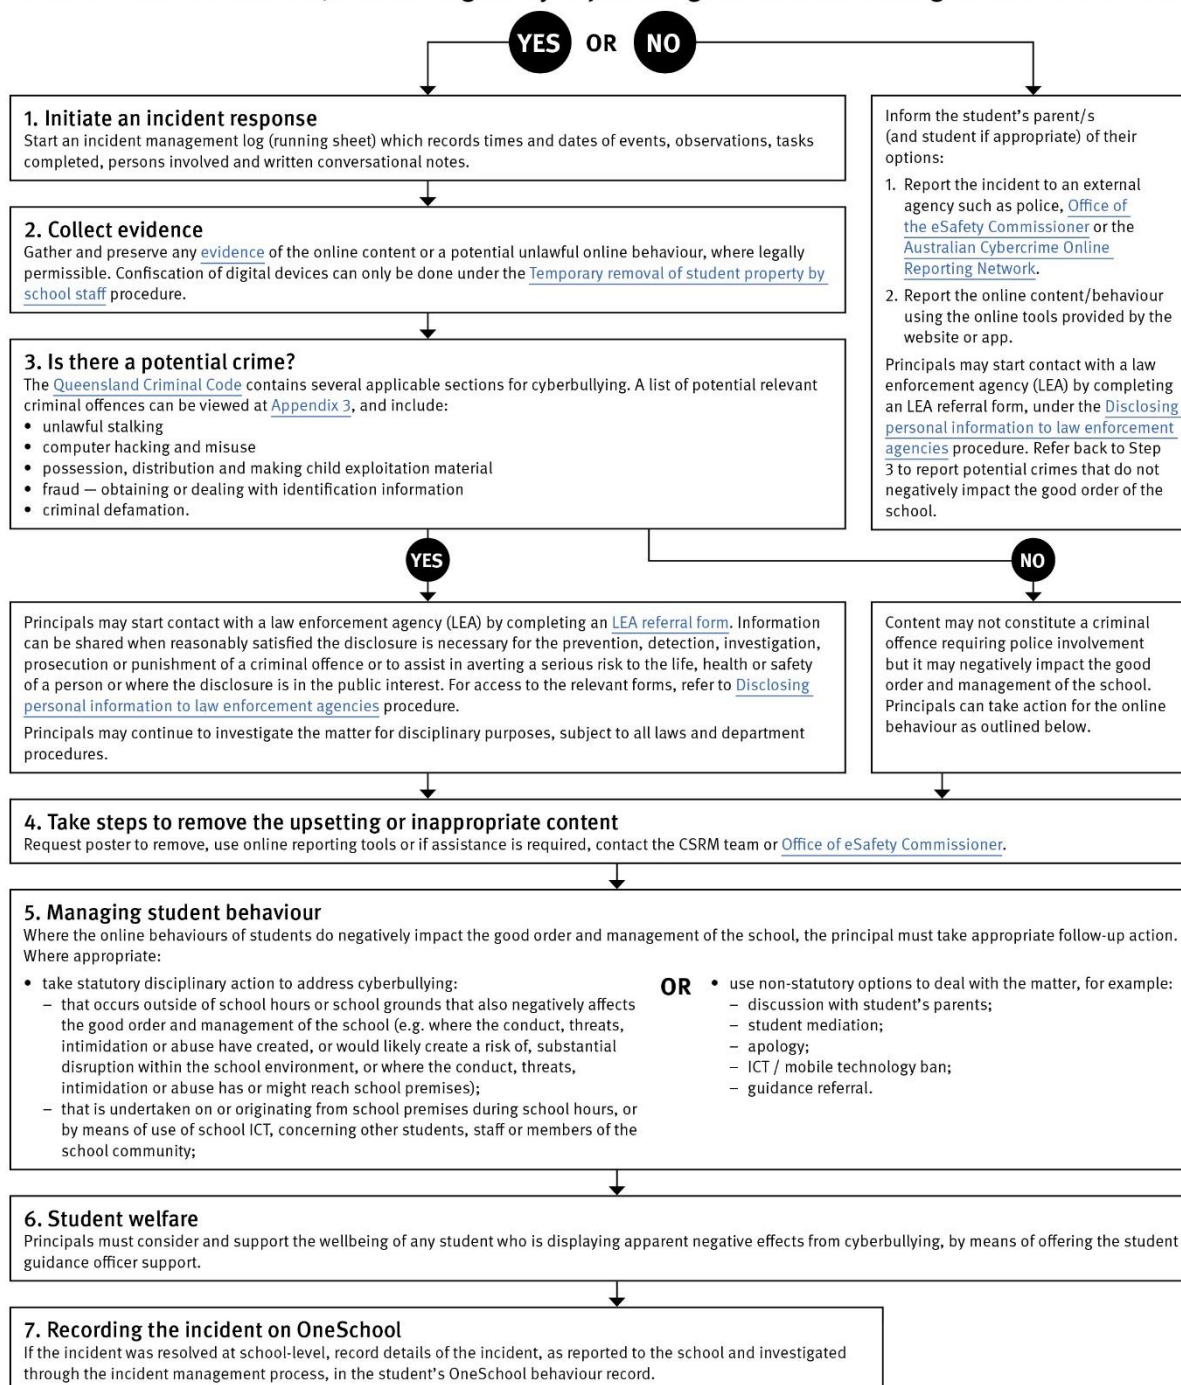 YES OR NO
1. Initiate an incident response
Start an incident management log (running sheet) which records times and dates of events, observations, tasks
completed, persons involved and written conversational notes.
2. Collect evidence
Gather and preserve any evidence of the online content or a potential unlawful online behaviour, where legally
permissible. Confiscation of digital devices can only be done under the Temporary removal of student property by
school staff procedure.
3. Is there a potential crime?
The Queensland Criminal Code contains several applicable sections for cyberbullying. A list of potential relevant
criminal offences can be viewed at Appendix 3, and include:
• unlawful stalking
• computer hacking and misuse
• possession, distribution and making child exploitation material
• fraud — obtaining or dealing with identification information
• criminal defamation.
Inform the student's parent/s
(and student if appropriate) of their
options:
1. Report the incident to an external
agency such as police, Office of
the eSafety Commissioner or the
Australian Cybercrime Online
Reporting Network.
2. Report the online content/behaviour
using the online tools provided by the
website or app.
Principals may start contact with a law
enforcement agency (LEA) by completing
an LEA referral form, under the Disclosing
personal information to law enforcement
agencies procedure. Refer back to Step
3 to report potential crimes that do not
negatively impact the good order of the
school.
YES
NO
Principals may start contact with a law enforcement agency (LEA) by completing an LEA referral form. Information
can be shared when reasonably satisfied the disclosure is necessary for the prevention, detection, investigation,
prosecution or punishment of a criminal offence or to assist in averting a serious risk to the life, health or safety
of a person or where the disclosure is in the public interest. For access to the relevant forms, refer to Disclosing
personal information to law enforcement agencies procedure.
Principals may continue to investigate the matter for disciplinary purposes, subject to all laws and department
procedures.
Content may not constitute a criminal
offence requiring police involvement
but it may negatively impact the good
order and management of the school.
Principals can take action for the online
behaviour as outlined below.
4. Take steps to remove the upsetting or inappropriate content
Request poster to remove, use online reporting tools or if assistance is required, contact the CSRM team or Office of eSafety Commissioner.
5. Managing student behaviour
Where the online behaviours of students do negatively impact the good order and management of the school, the principal must take appropriate follow-up action.
Where appropriate:
• take statutory disciplinary action to address cyberbullying:
– that occurs outside of school hours or school grounds that also negatively affects
the good order and management of the school (e.g. where the conduct, threats,
intimidation or abuse have created, or would likely create a risk of, substantial
disruption within the school environment, or where the conduct, threats,
intimidation or abuse has or might reach school premises);
– that is undertaken on or originating from school premises during school hours, or
by means of use of school ICT, concerning other students, staff or members of the
school community;
OR
• use non-statutory options to deal with the matter, for example:
– discussion with student's parents;
– student mediation;
– apology;
– ICT / mobile technology ban;
– guidance referral.
6. Student welfare
Principals must consider and support the wellbeing of any student who is displaying apparent negative effects from cyberbullying, by means of offering the student
guidance officer support.
7. Recording the incident on OneSchool
If the incident was resolved at school-level, record details of the incident, as reported to the school and investigated
through the incident management process, in the student's OneSchool behaviour record.